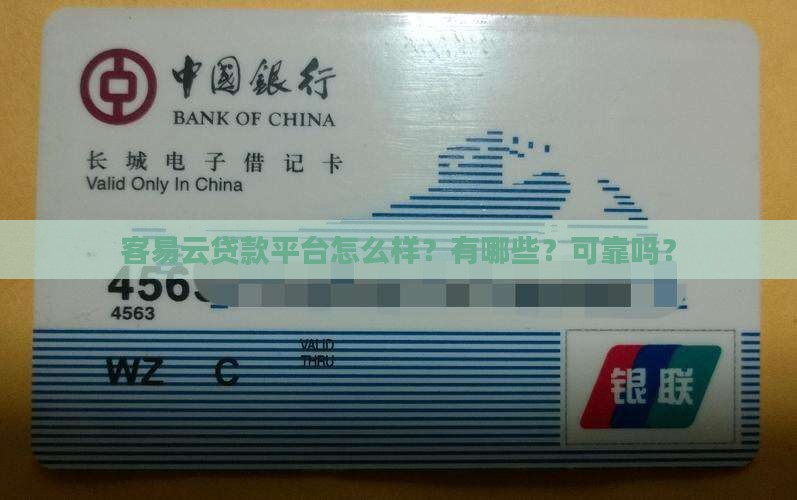 中國銀行
BANK OF CHINA
长城电子借记卡
Valid Only In China
客易云贷款平台怎么样?有哪些?可靠吗?
456
4563
VALID
THRU
WZ C
银联